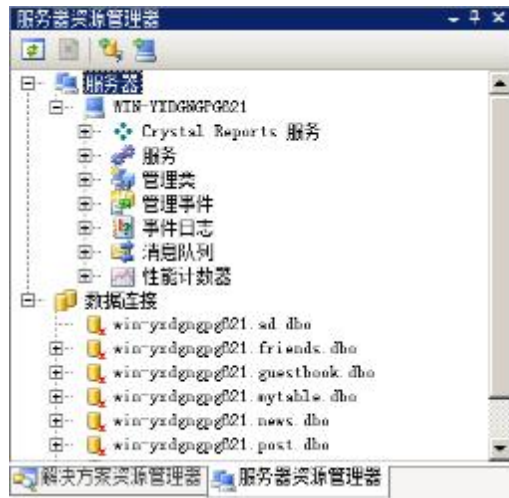 服务器资源管理器
服务器
WIN-YXDGNGPG821
Crystal Reports 服务
服务
管理类
管理事件
事件日志
消息队列
性能计数器
数据连接
win-yxdgngpg821.ad.dbo
win-yxdgngpg821.friends.dbo
win-yxdgngpg821.guestbook.dbo
win-yxdgngpg821.mytable.dbo
win-yxdgngpg821.news.dbo
win-yxdgngpg821.post.dbo
解决方案资源管理器 服务器资源管理器